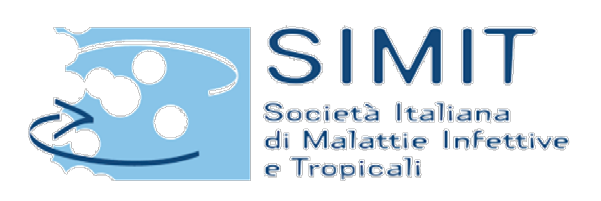 SIMIT
Società Italiana
di Malattie Infettive
e Tropicali